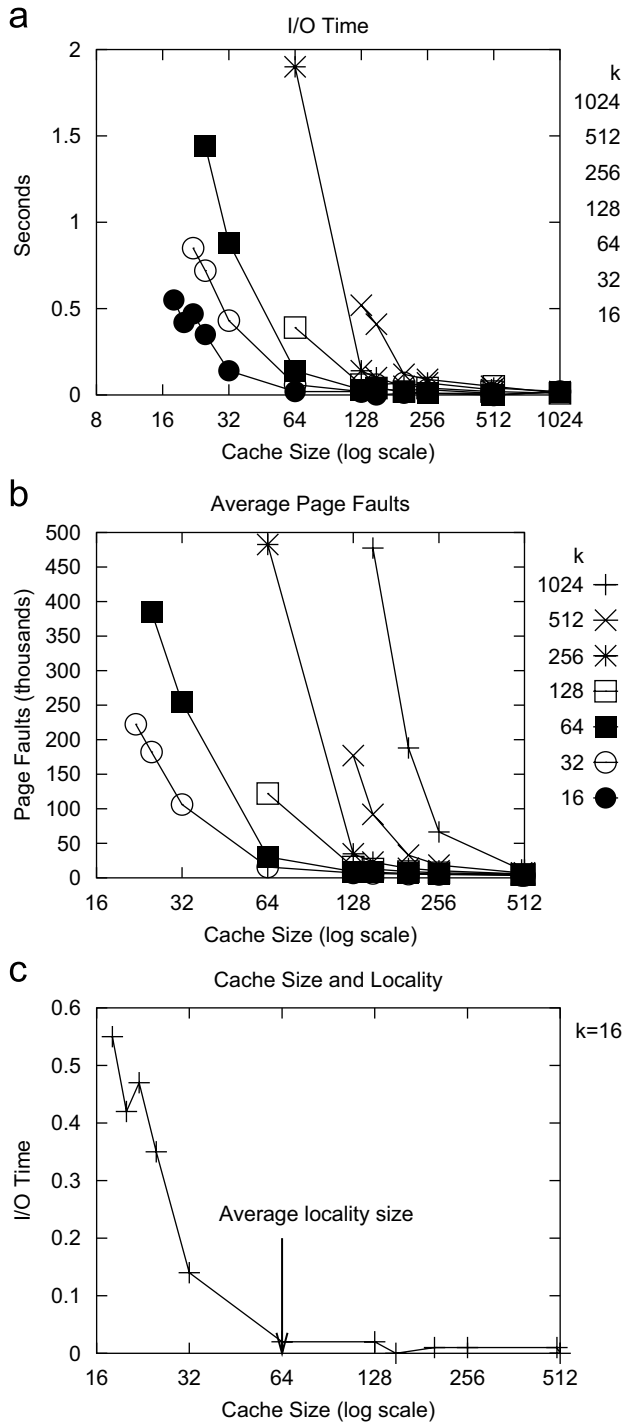 a
I/O Time
2
1.5
1
0.5
0
Seconds
8 16 32 64 128 256 512 1024
Cache Size (log scale)
k
1024
512
256
128
64
32
16
b
Average Page Faults
500
450
400
350
300
250
200
150
100
50
0
Page Faults (thousands)
16 32 64 128 256 512
Cache Size (log scale)
k
1024
512
256
128
64
32
16
c
Cache Size and Locality
0.6
0.5
0.4
0.3
0.2
0.1
0
I/O Time
k=16
Average locality size
16 32 64 128 256 512
Cache Size (log scale)